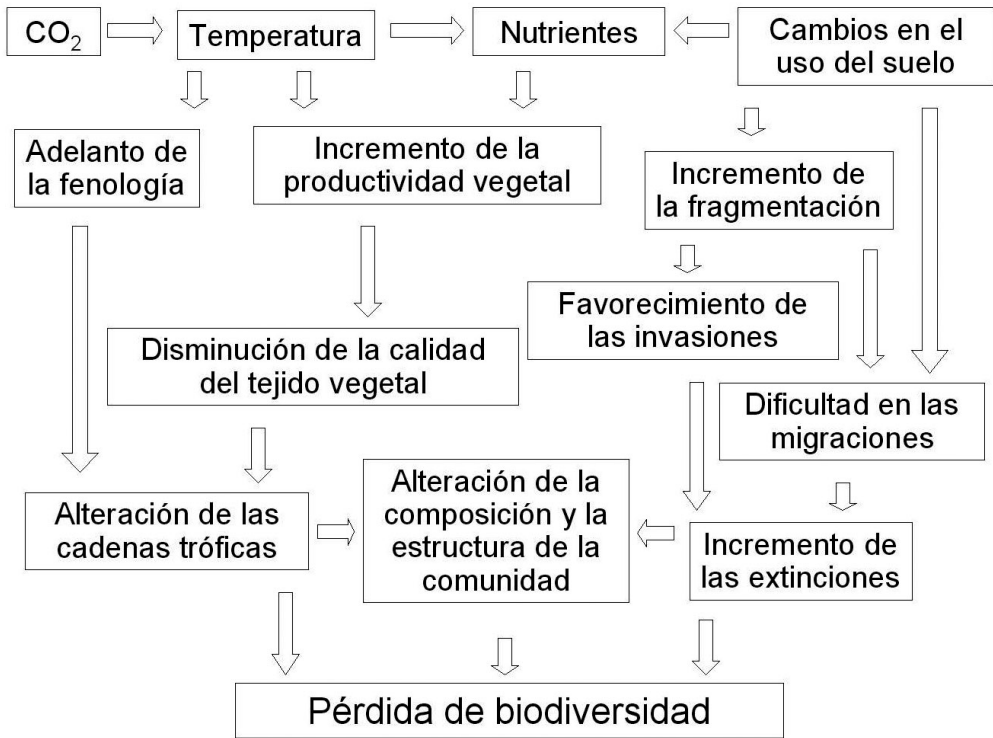 CO₂
Temperatura
Nutrientes
Cambios en el
uso del suelo
Adelanto de
la fenología
Incremento de la
productividad vegetal
Incremento de
la fragmentación
Favorecimiento de
las invasiones
Disminución de la calidad
del tejido vegetal
Dificultad en las
migraciones
Alteración de las
cadenas tróficas
Alteración de la
composición y la
estructura de la
comunidad
Incremento de
las extinciones
Pérdida de biodiversidad